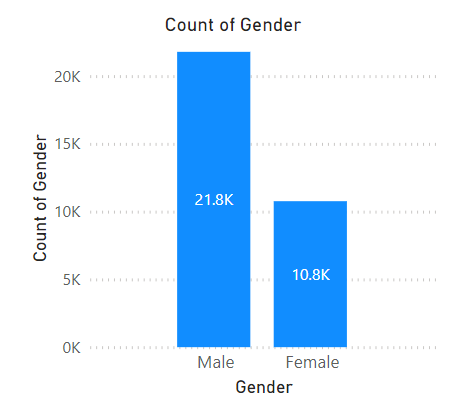 Count of Gender
Count of Gender
20K
15K
10K
5K
0K
21.8K
10.8K
Male Female
Gender